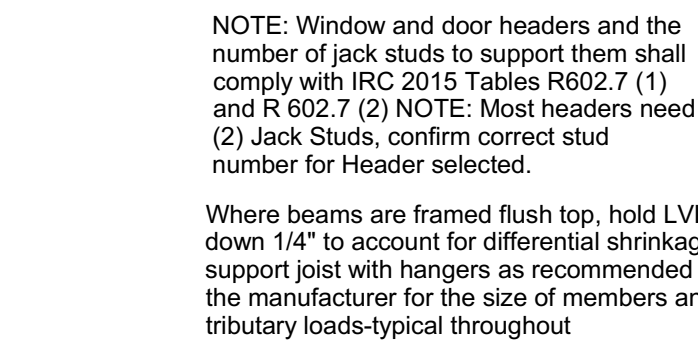 NOTE: Window and door headers and the
number of jack studs to support them shall
comply with IRC 2015 Tables R602.7 (1)
and R 602.7 (2) NOTE: Most headers need
(2) Jack Studs, confirm correct stud
number for Header selected.
Where beams are framed flush top, hold LV
down 1/4" to account for differential shrinkag
support joist with hangers as recommended
the manufacturer for the size of members a
tributary loads-typical throughout